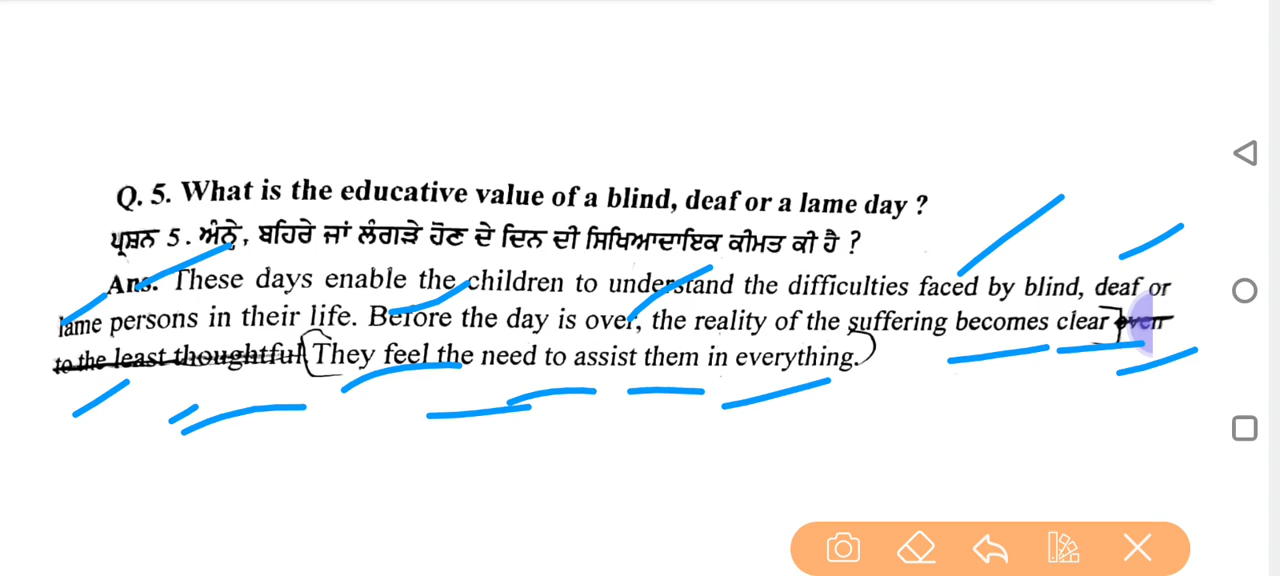 Q. 5. What is the educative value of a blind, deaf or a lame day ?
ਪ੍ਰਸ਼ਨ 5. ਅੰਨ੍ਹੇ, ਬਹਿਰੇ ਜਾਂ ਲੰਗੜੇ ਹੋਣ ਦੇ ਦਿਨ ਦੀ ਸਿਖਿਆਦਾਇਕ ਕੀਮਤ ਕੀ ਹੈ ?
Ans. These days enable the children to understand the difficulties faced by blind, deaf or
lame persons in their life. Before the day is over, the reality of the suffering becomes clear even
to the least thoughtful They feel the need to assist them in everything.